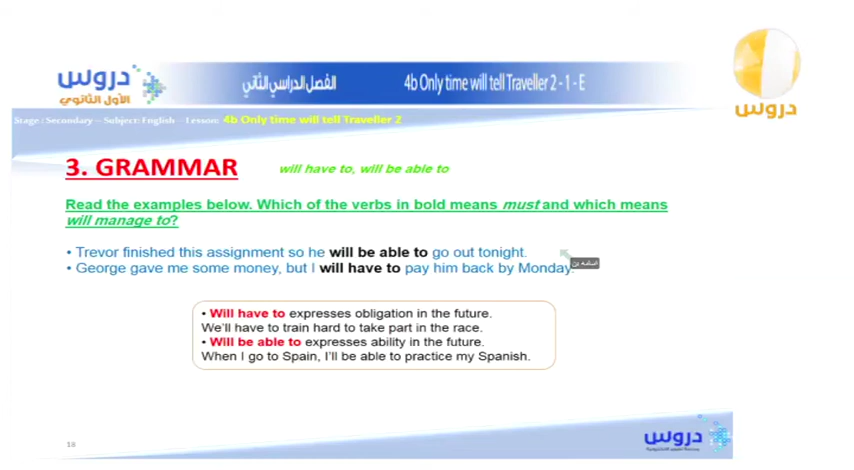 دروس
الأول الثانوي
الفصل الدراسي الثاني
4b Only time will tell Traveller 2 - 1 - E
دروس
Stage: Secondary – Subject: English – Lesson: 4b Only time will tell Traveller 2
3. GRAMMAR
will have to, will be able to
Read the examples below. Which of the verbs in bold means must and which means
will manage to?
• Trevor finished this assignment so he will be able to go out tonight.
• George gave me some money, but I will have to pay him back by Monday.
• Will have to expresses obligation in the future.
We'll have to train hard to take part in the race.
• Will be able to expresses ability in the future.
When I go to Spain, I'll be able to practice my Spanish.
18
دروس